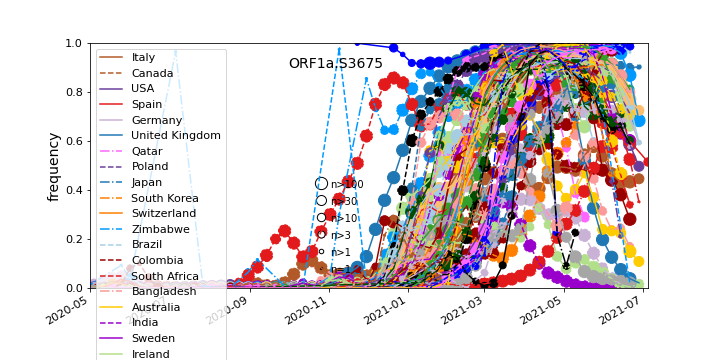 ORF1a,S3675
frequency
1.0
0.8
0.6
0.4
0.2
0.0
Italy
Canada
USA
Spain
Germany
United Kingdom
Qatar
Poland
Japan
South Korea
Switzerland
Zimbabwe
Brazil
Colombia
South Africa
Bangladesh
Australia
India
Sweden
Ireland
n>100
n>30
n>10
n>3
n>1
n=1
2020-05
2020-09
2020-11
2021-01
2021-03
2021-05
2021-07